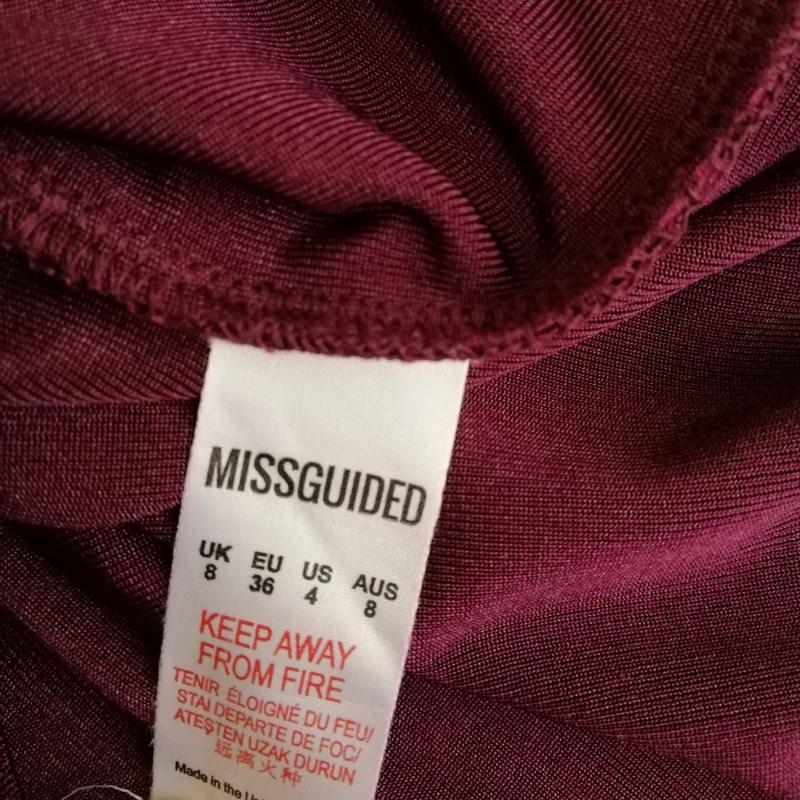 MISSGUIDED
UK EU US AUS
8 36 4 8
KEEP AWAY
FROM FIRE
TENIR ÉLOIGNÉ DU FEU/
STAI DEPARTE DE FOC/
ATEŞTEN UZAK DURUN
远离火种
Made in the